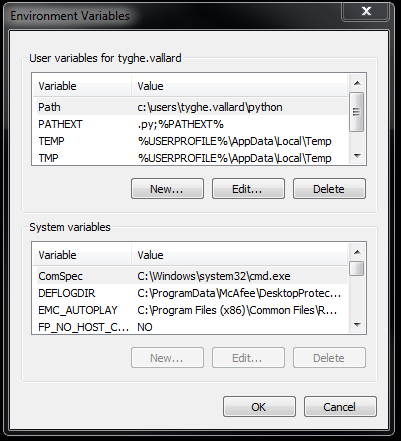 Environment Variables
User variables for tyghe.vallard
Variable Value
Path c:\users\tyghe.vallard\python
PATHEXT .py;%PATHEXT%
TEMP %USERPROFILE%\AppData\Local\Temp
TMP %USERPROFILE%\AppData\Local\Temp
New... Edit... Delete
System variables
Variable Value
ComSpec C:\Windows\system32\cmd.exe
DEFLOGDIR C:\ProgramData\McAfee\DesktopProtec...
EMC_AUTOPLAY C:\Program Files (x86)\Common Files\R...
FP_NO_HOST_C... NO
New... Edit... Delete
OK Cancel